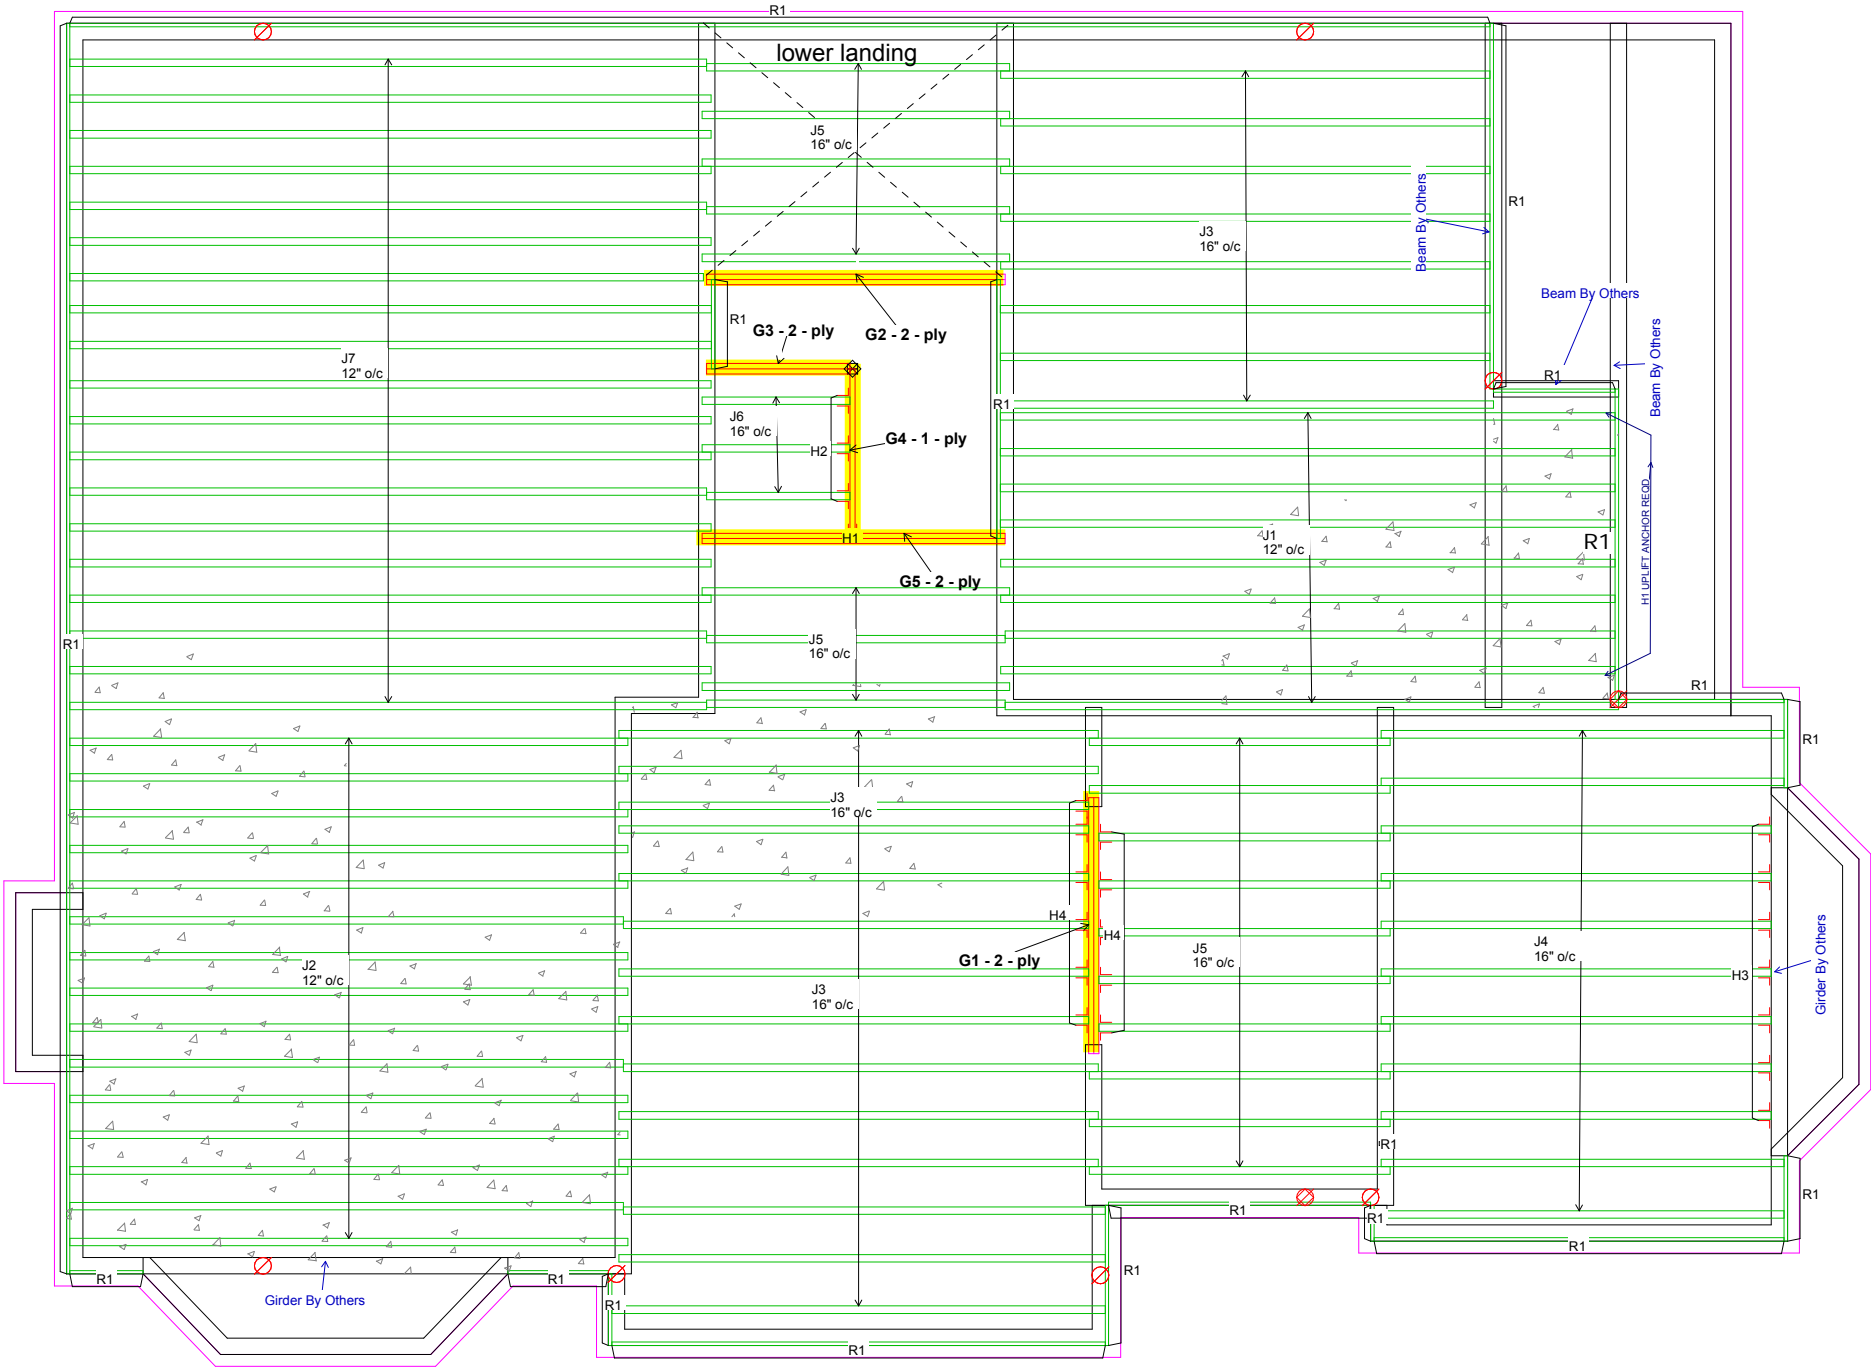 R1
lower landing
J5
16" o/c
Beam By Others
R1
J3
16" o/c
Beam By Others
R1
G3 - 2 - ply
G2 - 2 - ply
J7
12" o/c
R1
Beam By Others
R1
J6
16" o/c
G4 - 1 - ply
H2
H1
J1
12" o/c
R1
H1 UPLIFT ANCHOR REQD
G5 - 2 - ply
R1
J5
16" o/c
R1
R1
J3
16" o/c
H4
H4
G1 - 2 - ply
J5
16" o/c
J4
16" o/c
H3
Girder By Others
J2
12" o/c
J3
16" o/c
R1
R1
R1
R1
R1
R1
R1
R1
Girder By Others
R1
R1